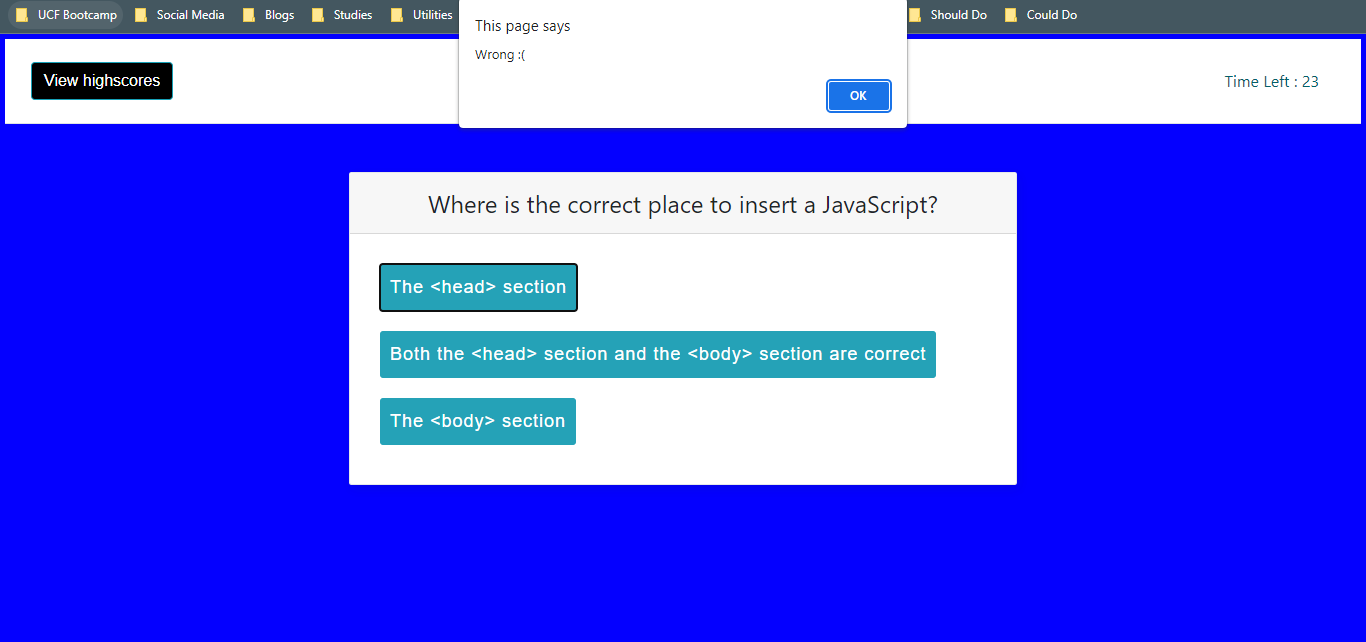 UCF Bootcamp Social Media Blogs Studies Utilities Should Do Could Do
This page says
Wrong :(
OK
View highscores
Time Left : 23
Where is the correct place to insert a JavaScript?
The <head> section
Both the <head> section and the <body> section are correct
The <body> section